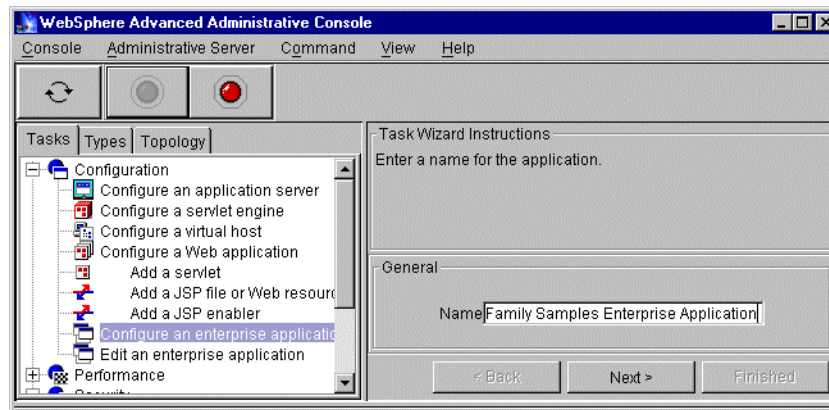 WebSphere Advanced Administrative Console
Console Administrative Server Command View Help
Tasks Types Topology
Configuration
Configure an application server
Configure a servlet engine
Configure a virtual host
Configure a Web application
Add a servlet
Add a JSP file or Web resourc
Add a JSP enabler
Configure an enterprise applicatio
Edit an enterprise application
Performance
Task Wizard Instructions
Enter a name for the application.
General
Name Family Samples Enterprise Application
< Back Next > Finished